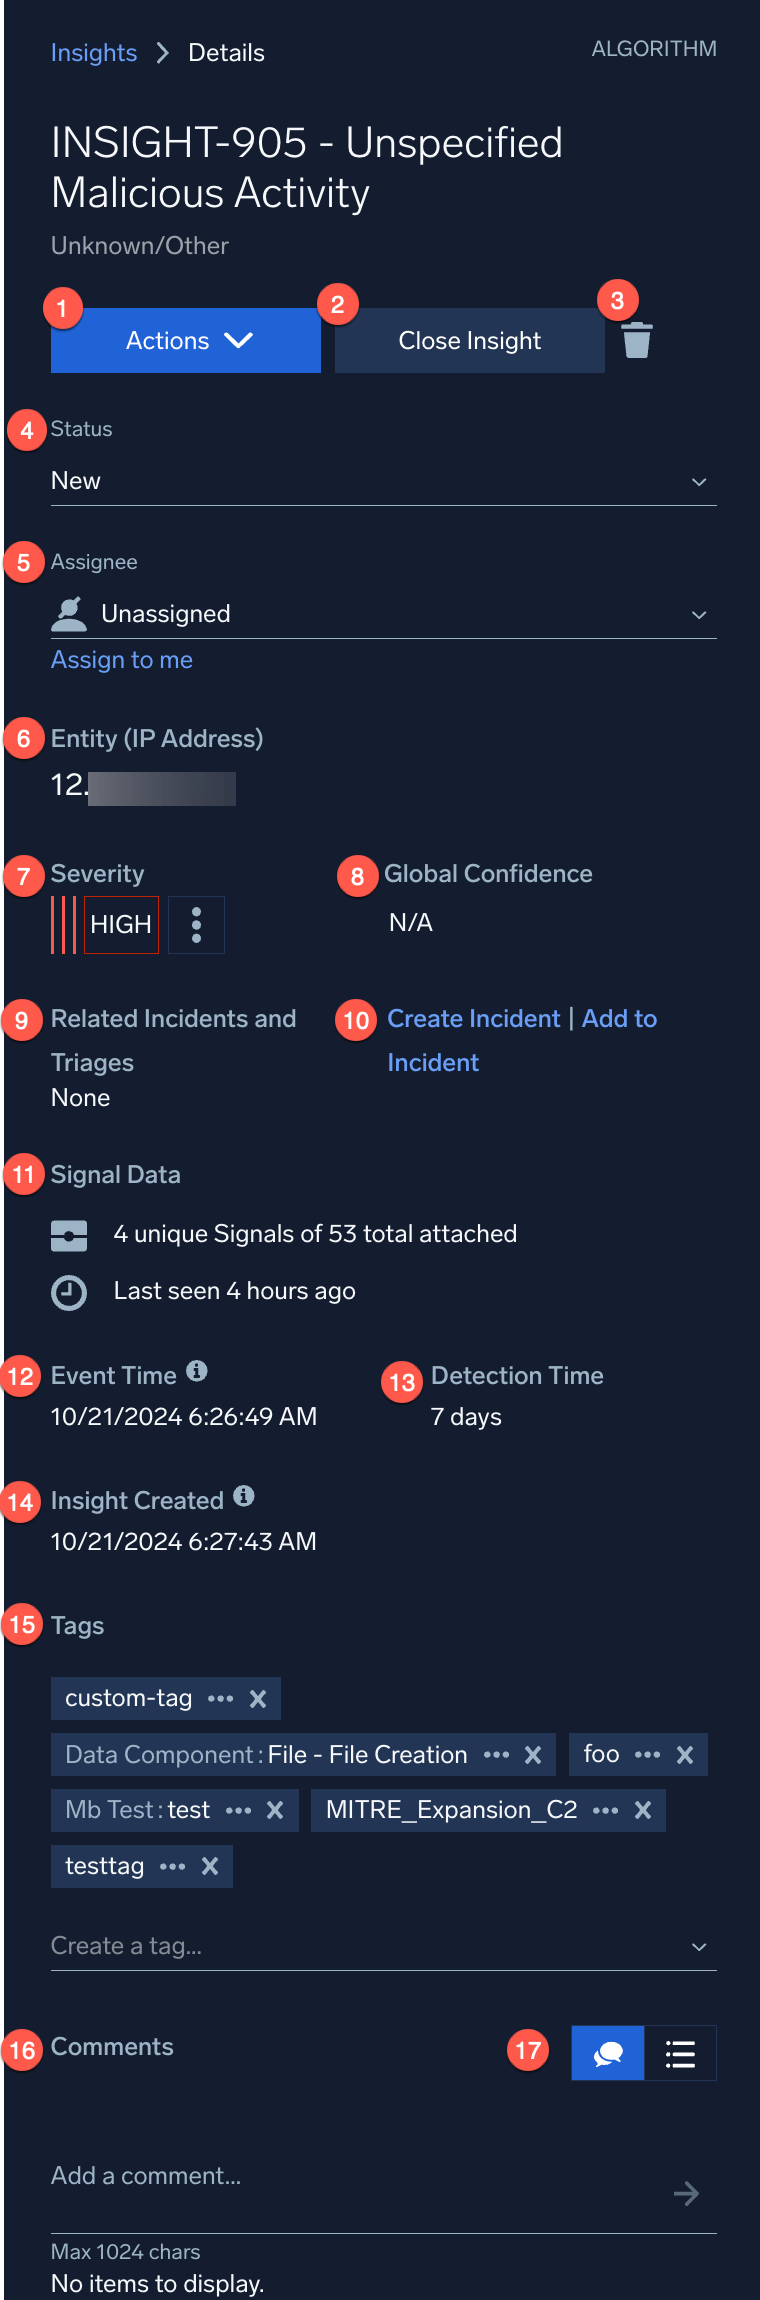 Insights > Details
ALGORITHM
INSIGHT-905 - Unspecified
Malicious Activity
Unknown/Other
1
Actions
2
Close Insight
3
4
Status
New
5
Assignee
Unassigned
Assign to me
6
Entity (IP Address)
12.
7
Severity
HIGH
8
Global Confidence
N/A
9
Related Incidents and
Triages
None
10
Create Incident | Add to
Incident
11
Signal Data
4 unique Signals of 53 total attached
Last seen 4 hours ago
12
Event Time
10/21/2024 6:26:49 AM
13
Detection Time
7 days
14
Insight Created
10/21/2024 6:27:43 AM
15
Tags
custom-tag
Data Component: File - File Creation
foo
Mb Test: test
MITRE_Expansion_C2
testtag
Create a tag...
16
Comments
17
Add a comment...
Max 1024 chars
No items to display.